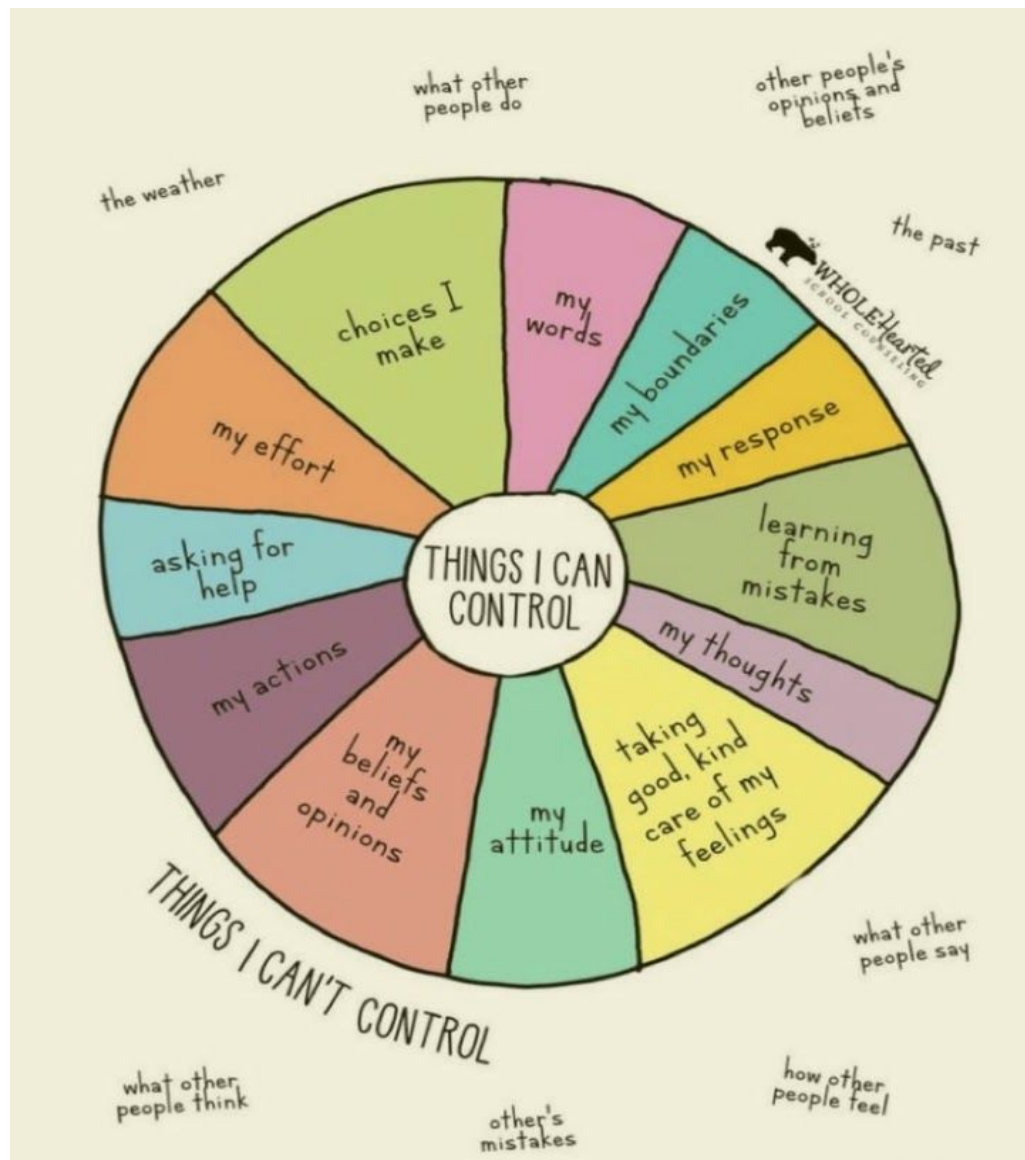 what other
people do
other people's
opinions and
beliefs
the weather
the past
WHOLEHearted
SCHOOL COUNSELING
choices I
make
my
words
my boundaries
my response
learning
from
mistakes
my thoughts
taking
good, kind
care of my
feelings
my
attitude
my
beliefs
and
opinions
my actions
asking for
help
my effort
THINGS I CAN
CONTROL
THINGS I CAN'T CONTROL
what other
people say
how other
people feel
other's
mistakes
what other
people think